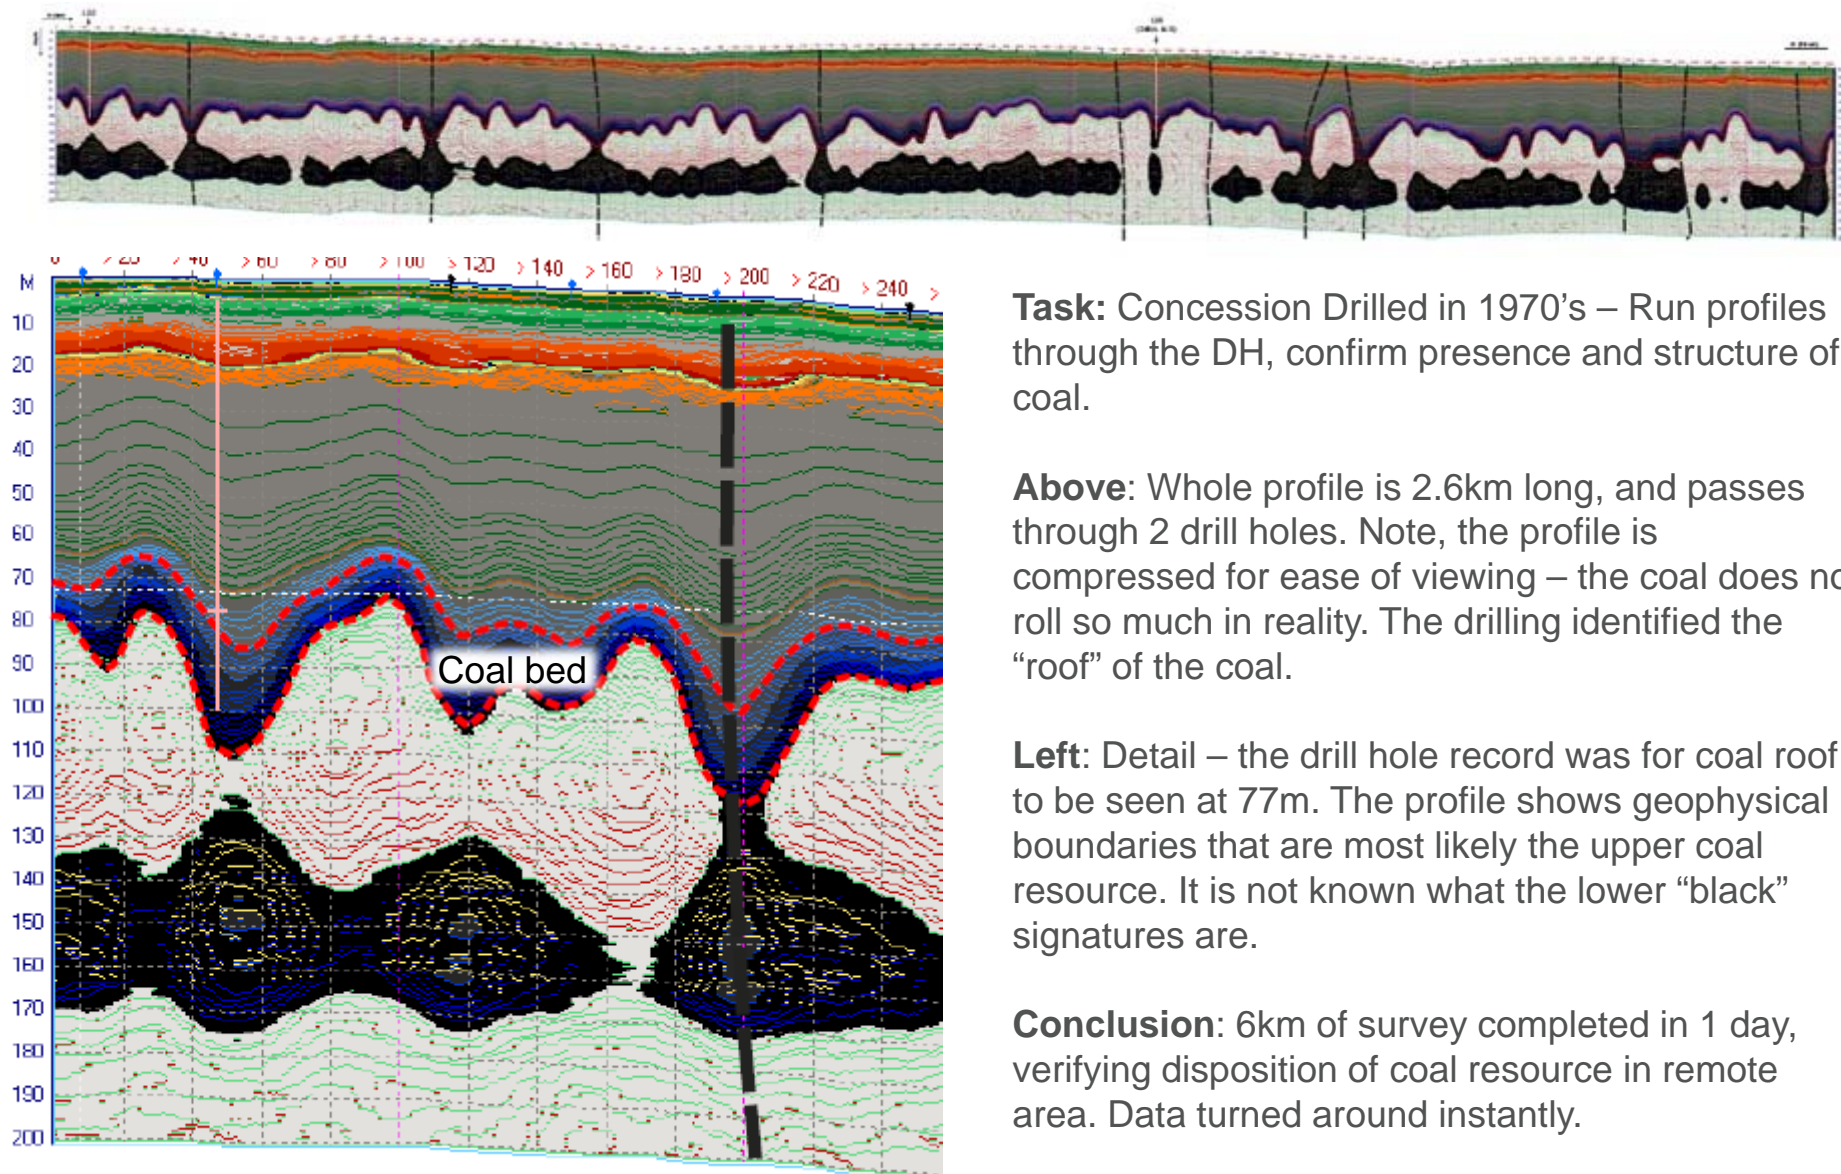 > 20 > 40 > 60 > 80 > 100 > 120 > 140 > 160 > 180 > 200 > 220 > 240 >
M
10
20
30
40
50
60
70
80
90
100
110
120
130
140
150
160
170
180
190
200
Coal bed
Task: Concession Drilled in 1970's – Run profiles
through the DH, confirm presence and structure of
coal.
Above: Whole profile is 2.6km long, and passes
through 2 drill holes. Note, the profile is
compressed for ease of viewing – the coal does no
roll so much in reality. The drilling identified the
“roof” of the coal.
Left: Detail – the drill hole record was for coal roof
to be seen at 77m. The profile shows geophysical
boundaries that are most likely the upper coal
resource. It is not known what the lower “black”
signatures are.
Conclusion: 6km of survey completed in 1 day,
verifying disposition of coal resource in remote
area. Data turned around instantly.